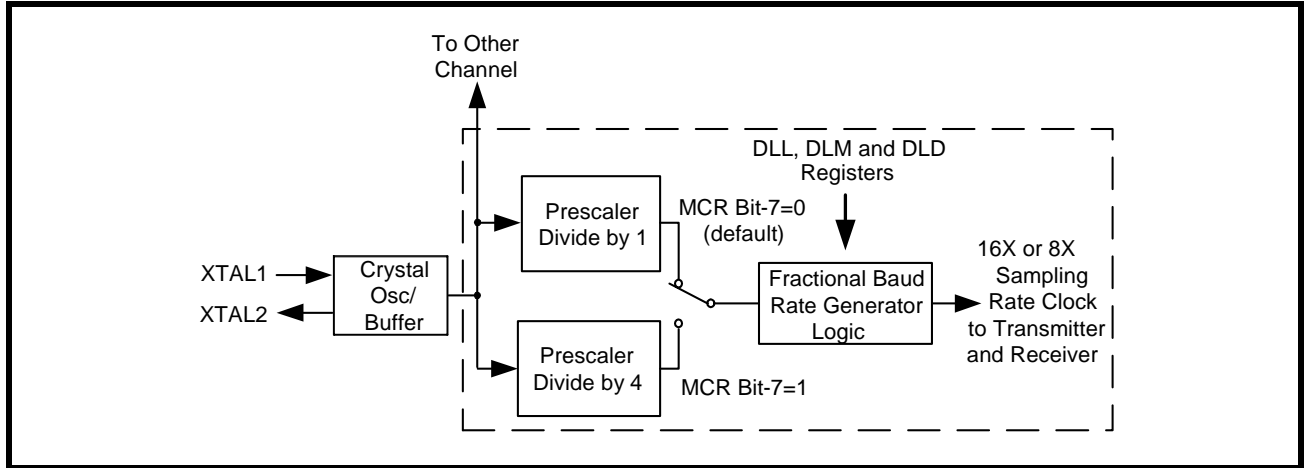 To Other
Channel
DLL, DLM and DLD
Registers
Prescaler
Divide by 1
MCR Bit-7=0
(default)
XTAL1
XTAL2
Crystal
Osc/
Buffer
Fractional Baud
Rate Generator
Logic
16X or 8X
Sampling
Rate Clock
to Transmitter
and Receiver
Prescaler
Divide by 4
MCR Bit-7=1